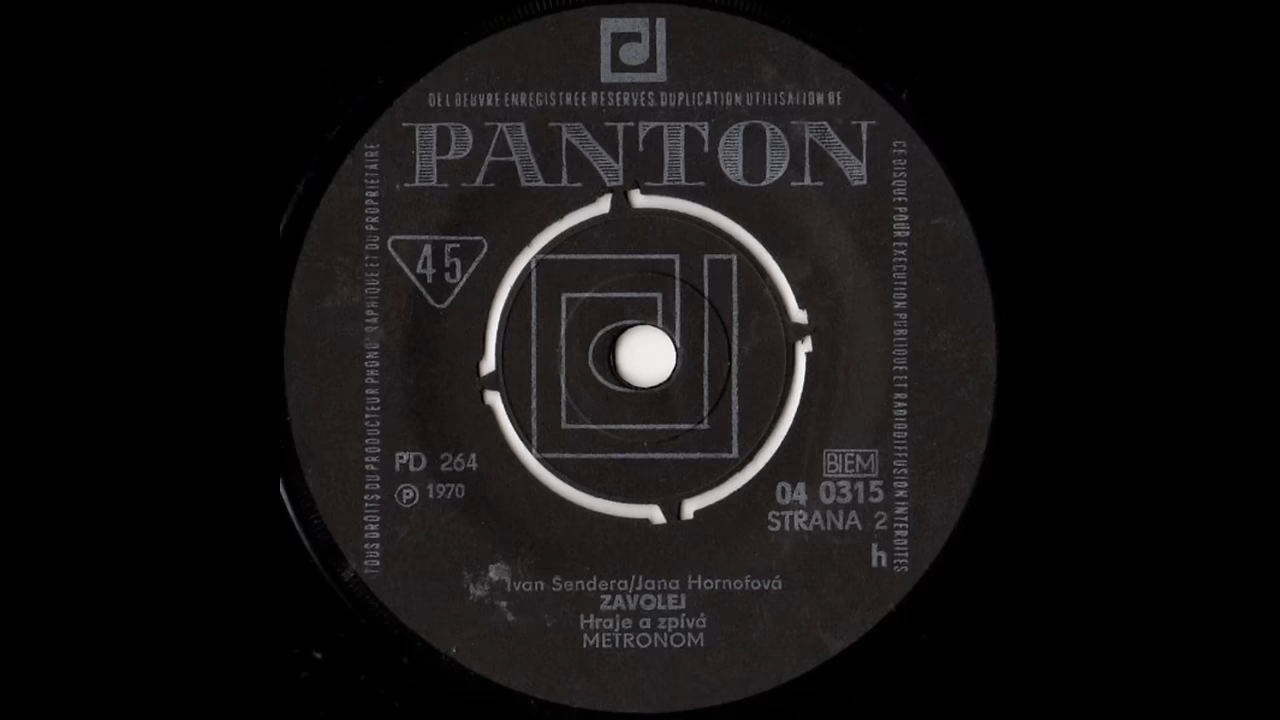 DE L'OEUVRE ENREGISTREE RESERVES. DUPLICATION UTILISATION DE
PANTON
TOUS DROITS DU PRODUCTEUR PHONOGRAPHIQUE ET DU PROPRIETAIRE
CE DISQUE POUR EXECUTION PUBLIQUE ET RADIODIFFUSION INTERDITES
45
PD 264
℗ 1970
BIEM
04 0315
STRANA 2
h
Ivan Sendera/Jana Hornofová
ZAVOLEJ
Hraje a zpívá
METRONOM